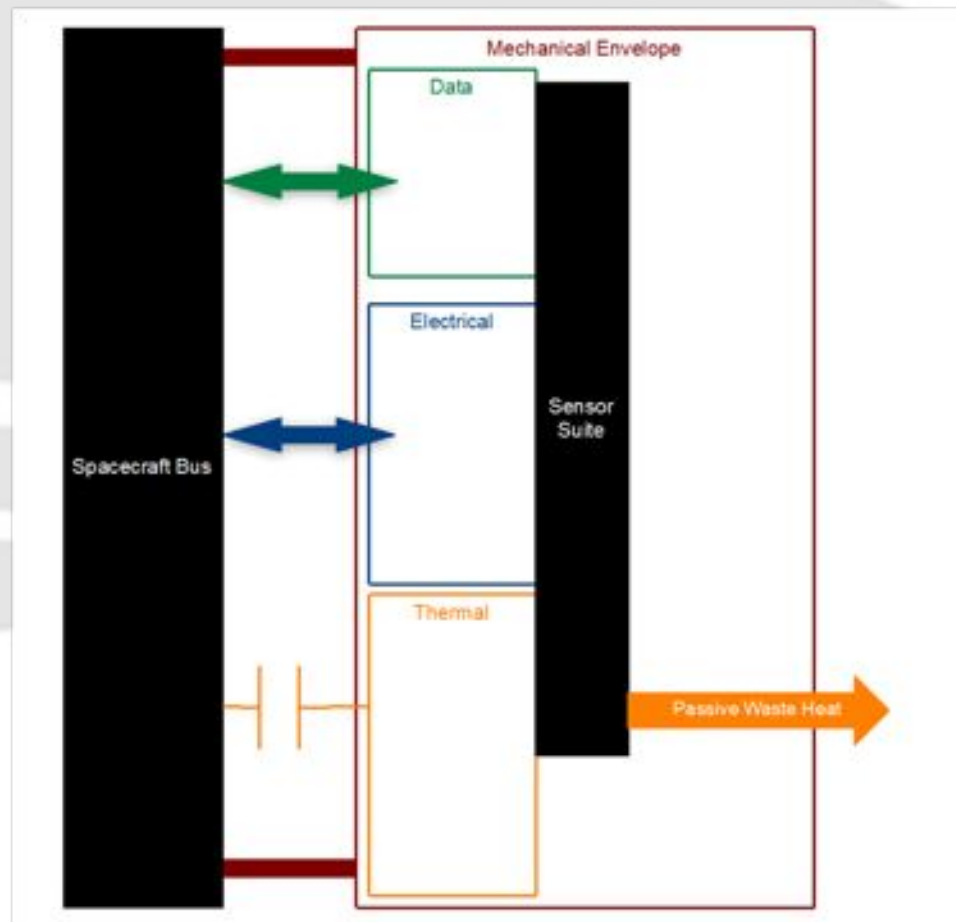 Mechanical Envelope
Data
Electrical
Sensor
Suite
Spacecraft Bus
Thermal
Passive Waste Heat